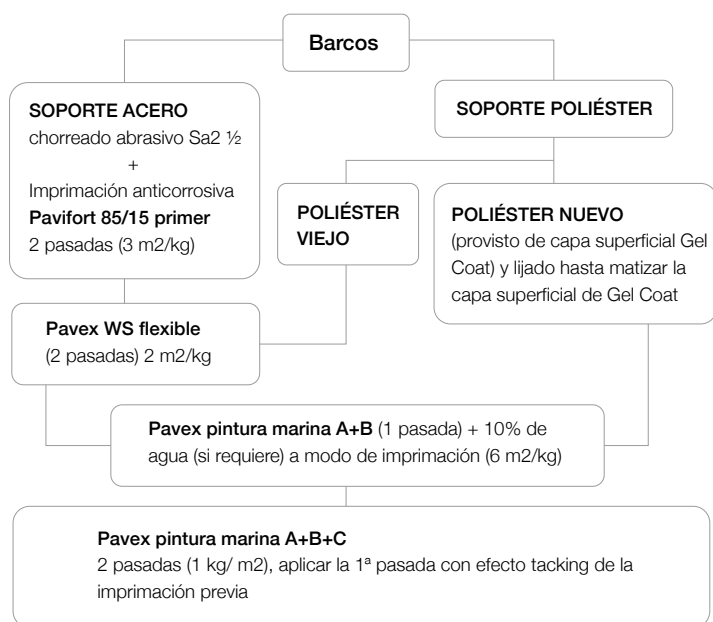 Barcos
SOPORTE ACERO
chorreado abrasivo Sa2 ½
+
Imprimación anticorrosiva
Pavifort 85/15 primer
2 pasadas (3 m2/kg)
SOPORTE POLIÉSTER
POLIÉSTER
VIEJO
POLIÉSTER NUEVO
(provisto de capa superficial Gel
Coat) y lijado hasta matizar la
capa superficial de Gel Coat
Pavex WS flexible
(2 pasadas) 2 m2/kg
Pavex pintura marina A+B (1 pasada) + 10% de
agua (si requiere) a modo de imprimación (6 m2/kg)
Pavex pintura marina A+B+C
2 pasadas (1 kg/ m2), aplicar la 1ª pasada con efecto tacking de la
imprimación previa